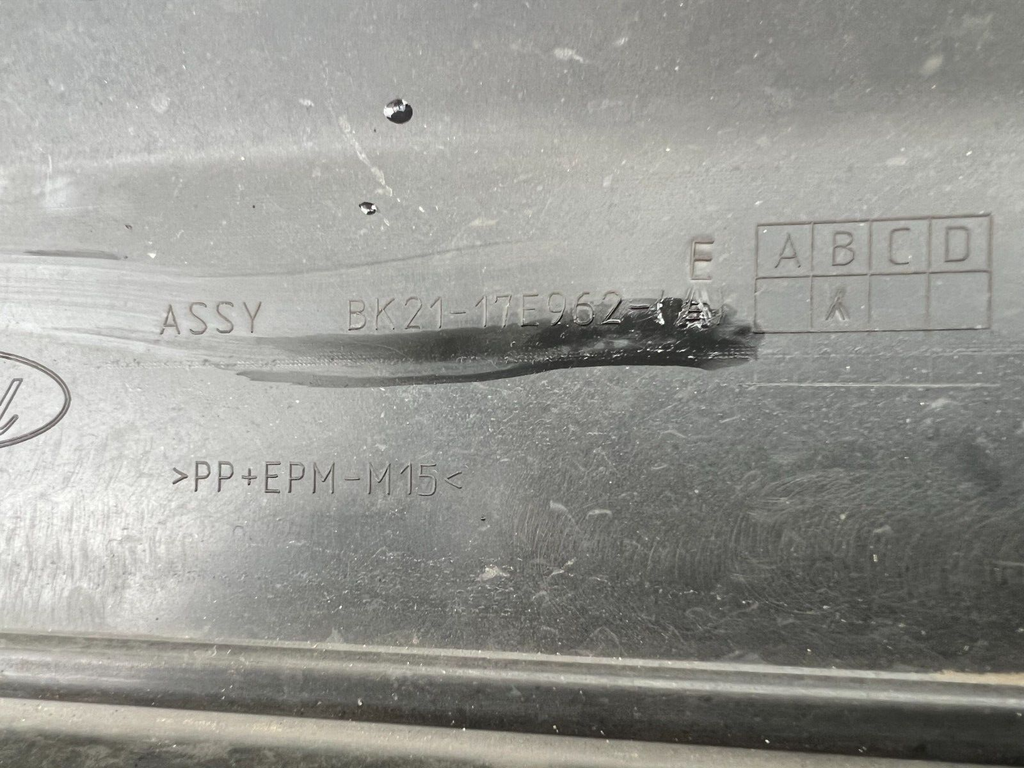 A B C D
E
ASSY BK21-17E962-
>PP+EPM-M15<